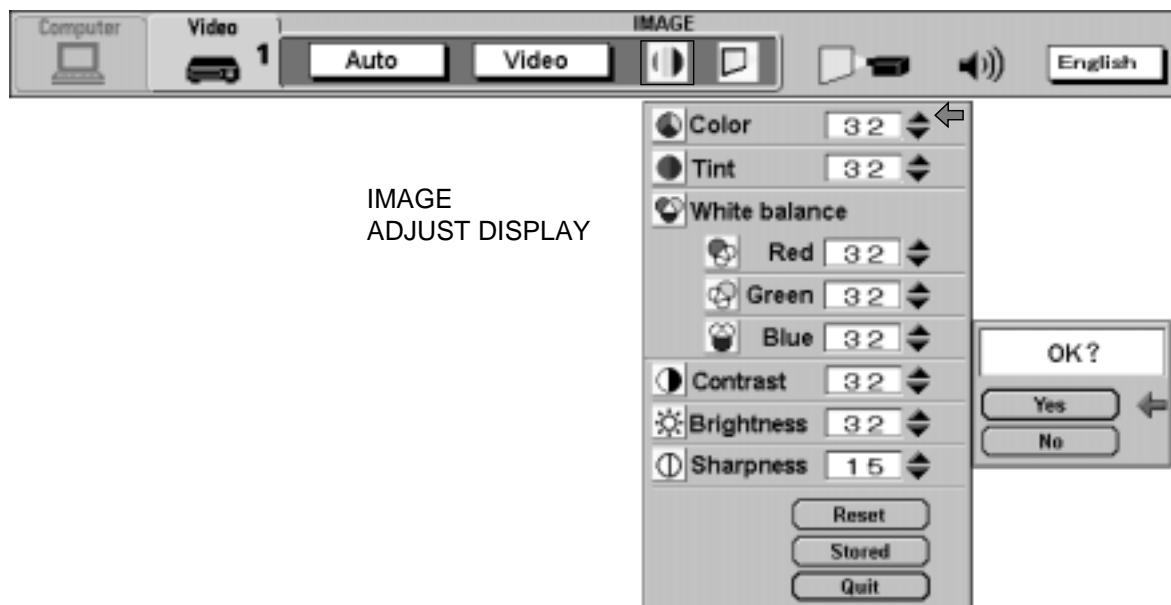 Computer
Video
1
IMAGE
Auto
Video
English
IMAGE
ADJUST DISPLAY
Color 32
Tint 32
White balance
Red 32
Green 32
Blue 32
Contrast 32
Brightness 32
Sharpness 15
Reset
Stored
Quit
OK?
Yes
No